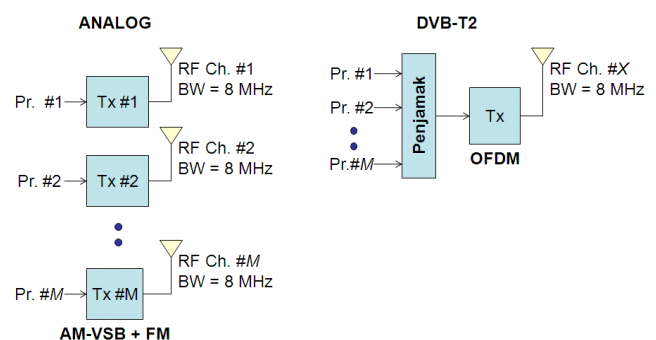 ANALOG
Pr. #1
Tx #1
RF Ch. #1
BW = 8 MHz
Pr. #2
Tx #2
RF Ch. #2
BW = 8 MHz
Pr. #M
Tx #M
RF Ch. #M
BW = 8 MHz
AM-VSB + FM
DVB-T2
Pr. #1
Pr. #2
Pr.#M
Penjamak
Tx
OFDM
RF Ch. #X
BW = 8 MHz